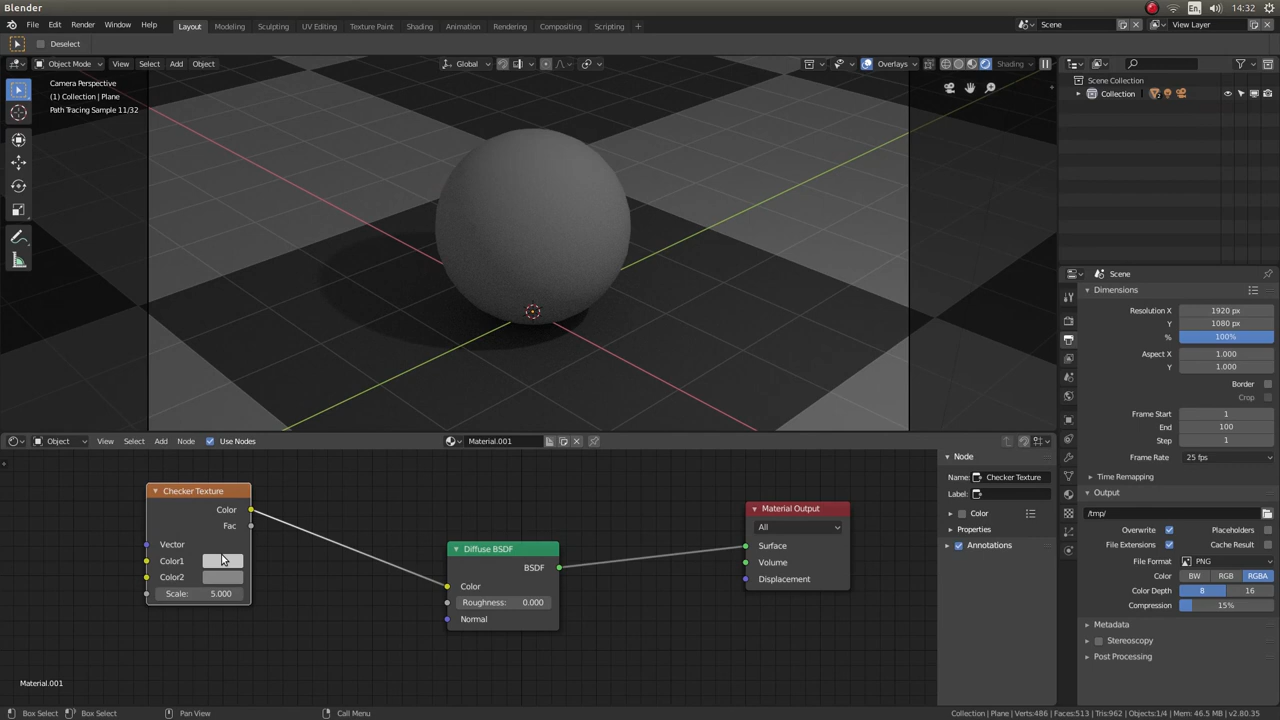 Blender
En
14:32
File Edit Render Window Help
Layout Modeling Sculpting UV Editing Texture Paint Shading Animation Rendering Compositing Scripting +
Scene
View Layer
Deselect
Object Mode View Select Add Object
Global
Overlays
Shading
Camera Perspective
(1) Collection | Plane
Path Tracing Sample 11/32
Scene Collection
Collection
Scene
Dimensions
Resolution X 1920 px
Y 1080 px
% 100%
Aspect X 1.000
Y 1.000
Border
Crop
Frame Start 1
End 100
Step 1
Frame Rate 25 fps
Time Remapping
Output
/tmp/
Overwrite Placeholders
File Extensions Cache Result
File Format PNG
Color BW RGB RGBA
Color Depth 8 16
Compression 15%
Metadata
Stereoscopy
Post Processing
Object View Select Add Node Use Nodes
Material.001
Checker Texture
Color
Fac
Vector
Color1
Color2
Scale: 5.000
Diffuse BSDF
BSDF
Color
Roughness: 0.000
Normal
Material Output
All
Surface
Volume
Displacement
Node
Name: Checker Texture
Label:
Color
Properties
Annotations
Material.001
Box Select Box Select Pan View Call Menu
Collection | Plane | Verts:486 | Faces:513 | Tris:962 | Objects:1/4 | Mem: 46.5 MB | v2.80.35